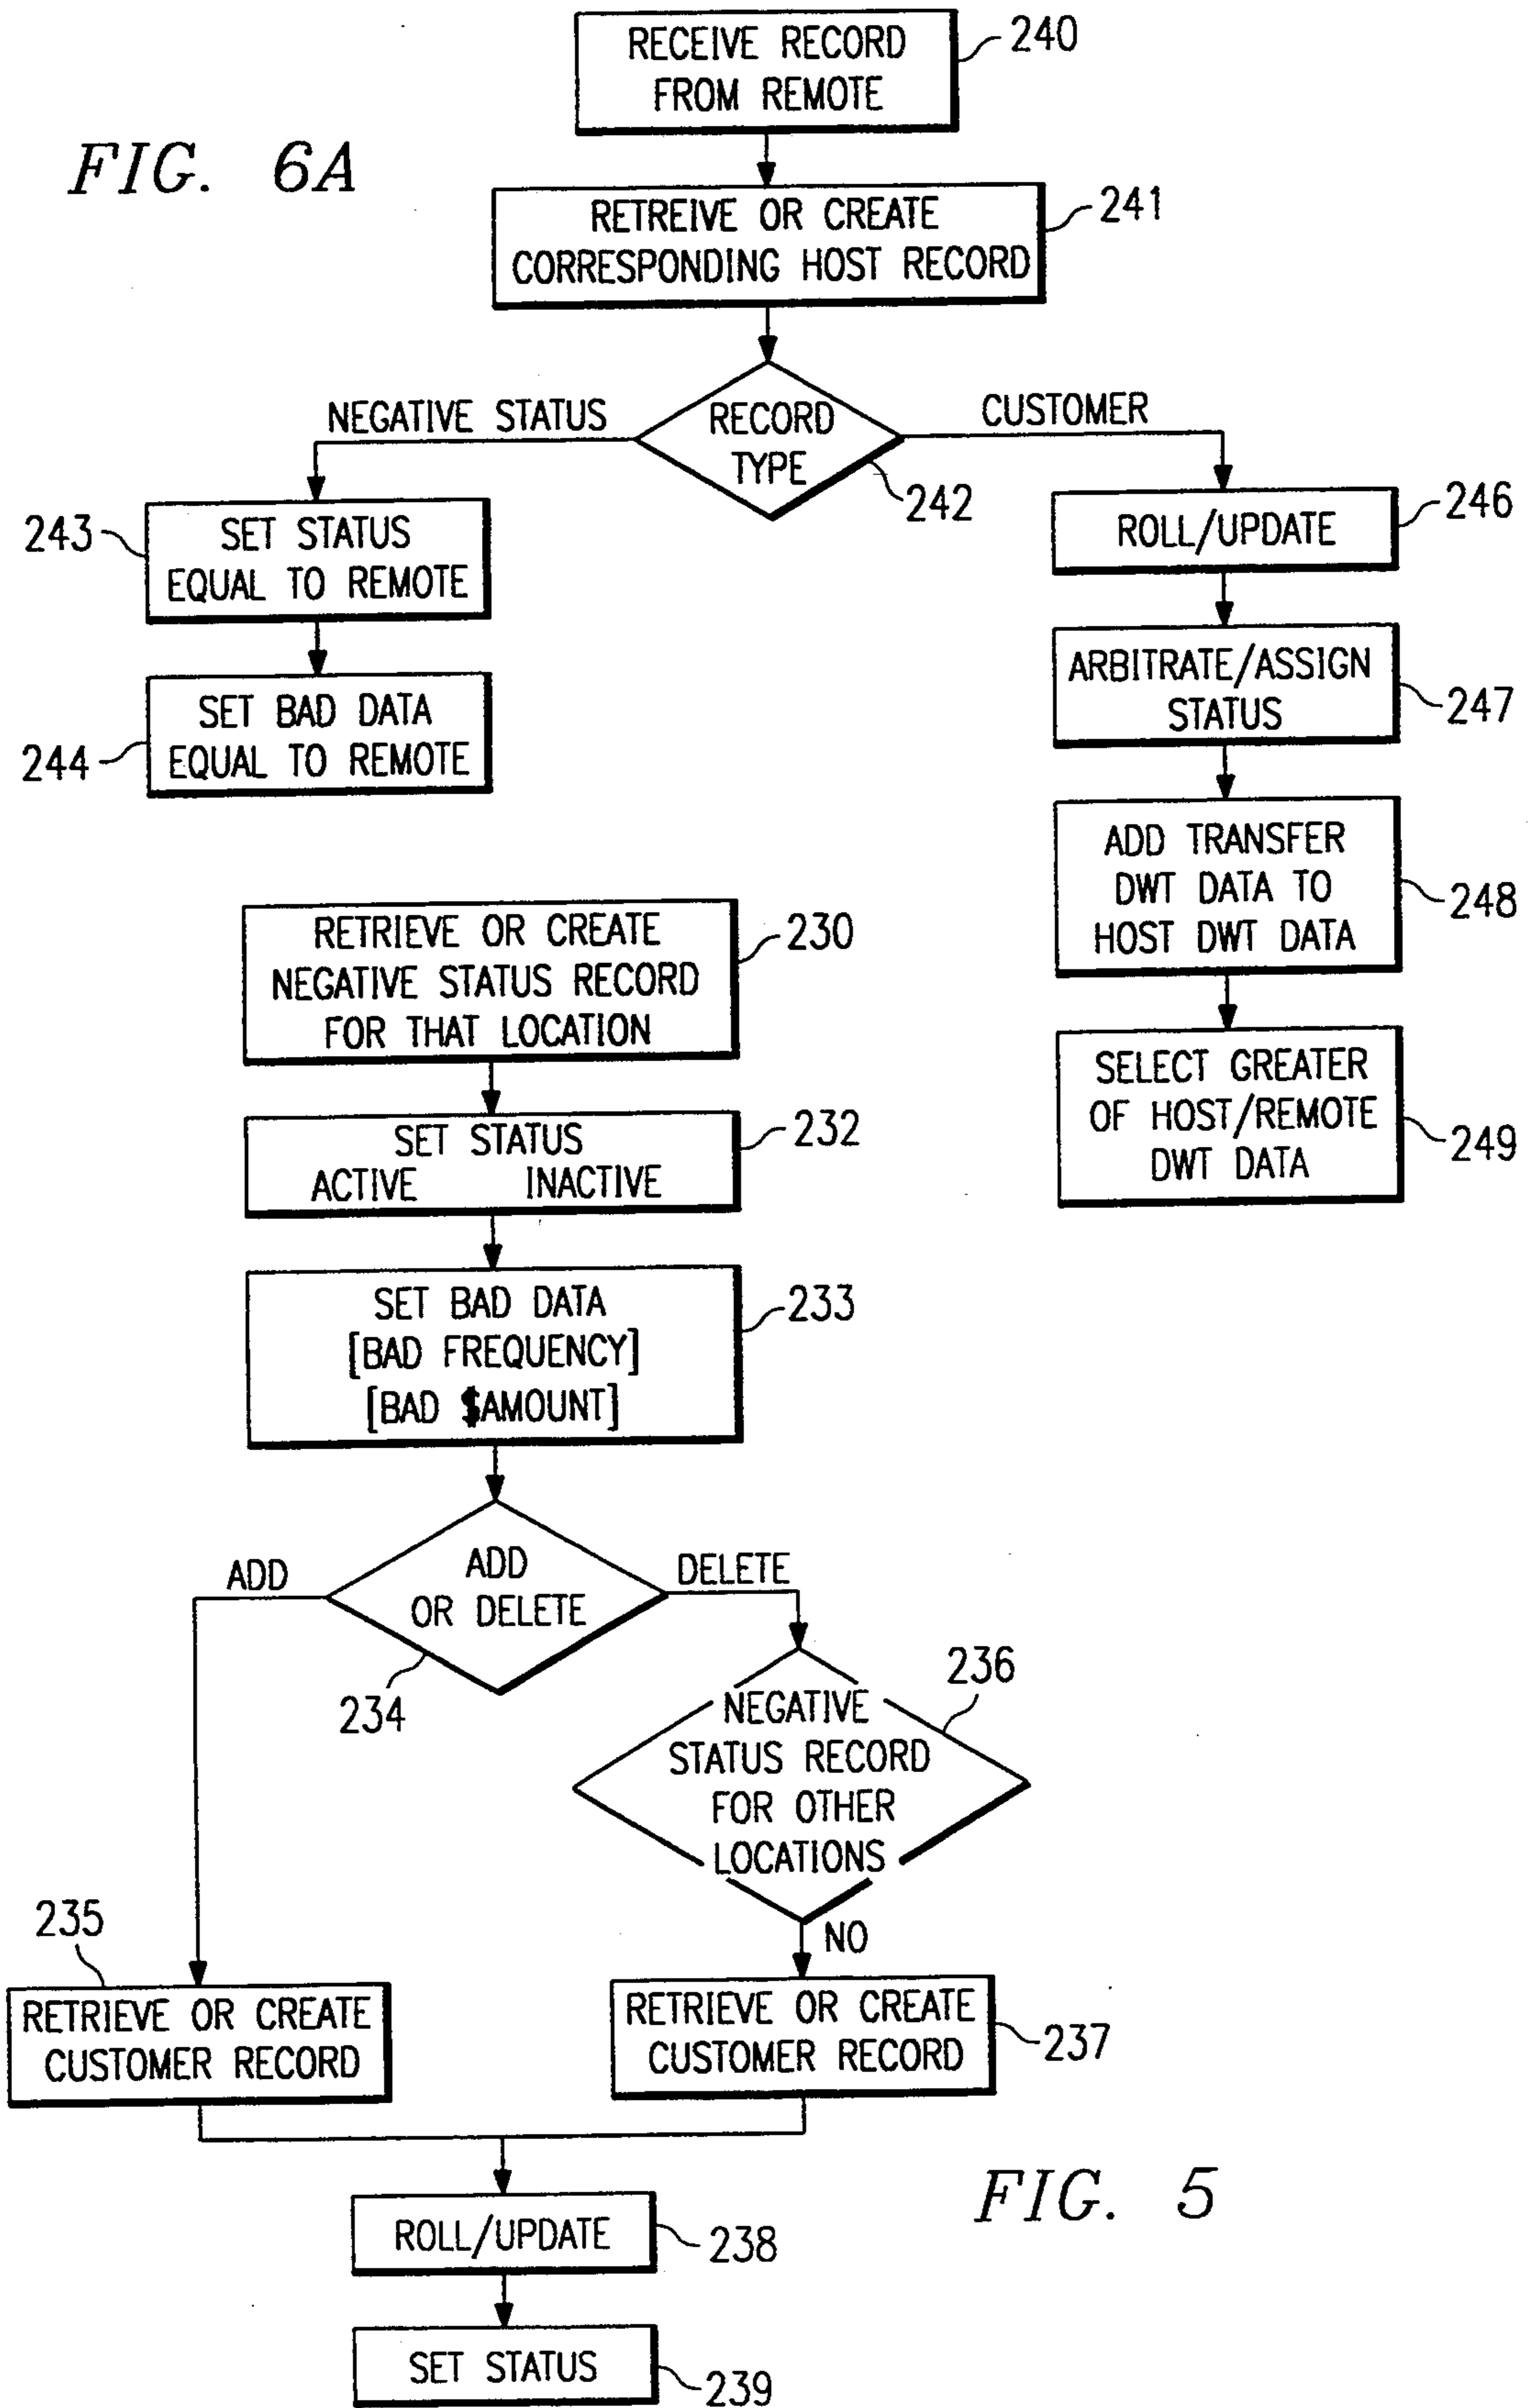 FIG. 6A
RECEIVE RECORD
FROM REMOTE
240
RETREIVE OR CREATE
CORRESPONDING HOST RECORD
241
RECORD
TYPE
242
NEGATIVE STATUS
CUSTOMER
243
SET STATUS
EQUAL TO REMOTE
244
SET BAD DATA
EQUAL TO REMOTE
ROLL/UPDATE
246
ARBITRATE/ASSIGN
STATUS
247
ADD TRANSFER
DWT DATA TO
HOST DWT DATA
248
SELECT GREATER
OF HOST/REMOTE
DWT DATA
249
RETRIEVE OR CREATE
NEGATIVE STATUS RECORD
FOR THAT LOCATION
230
SET STATUS
ACTIVE INACTIVE
232
SET BAD DATA
[BAD FREQUENCY]
[BAD $AMOUNT]
233
ADD
OR DELETE
234
ADD
DELETE
NEGATIVE
STATUS RECORD
FOR OTHER
LOCATIONS
236
NO
235
RETRIEVE OR CREATE
CUSTOMER RECORD
RETRIEVE OR CREATE
CUSTOMER RECORD
237
ROLL/UPDATE
238
SET STATUS
239
FIG. 5